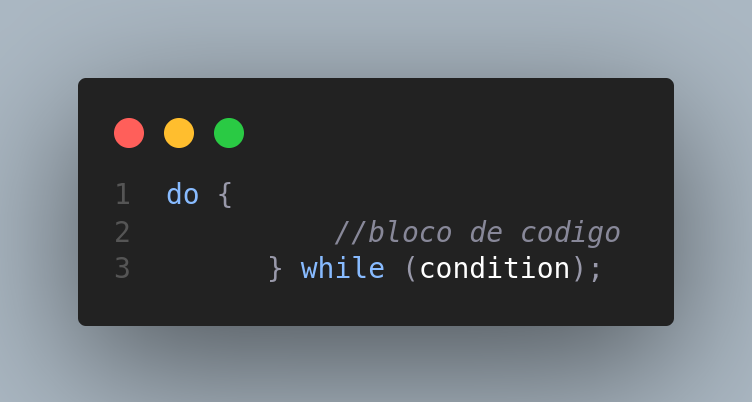 1 do {
2 //bloco de codigo
3 } while (condition);